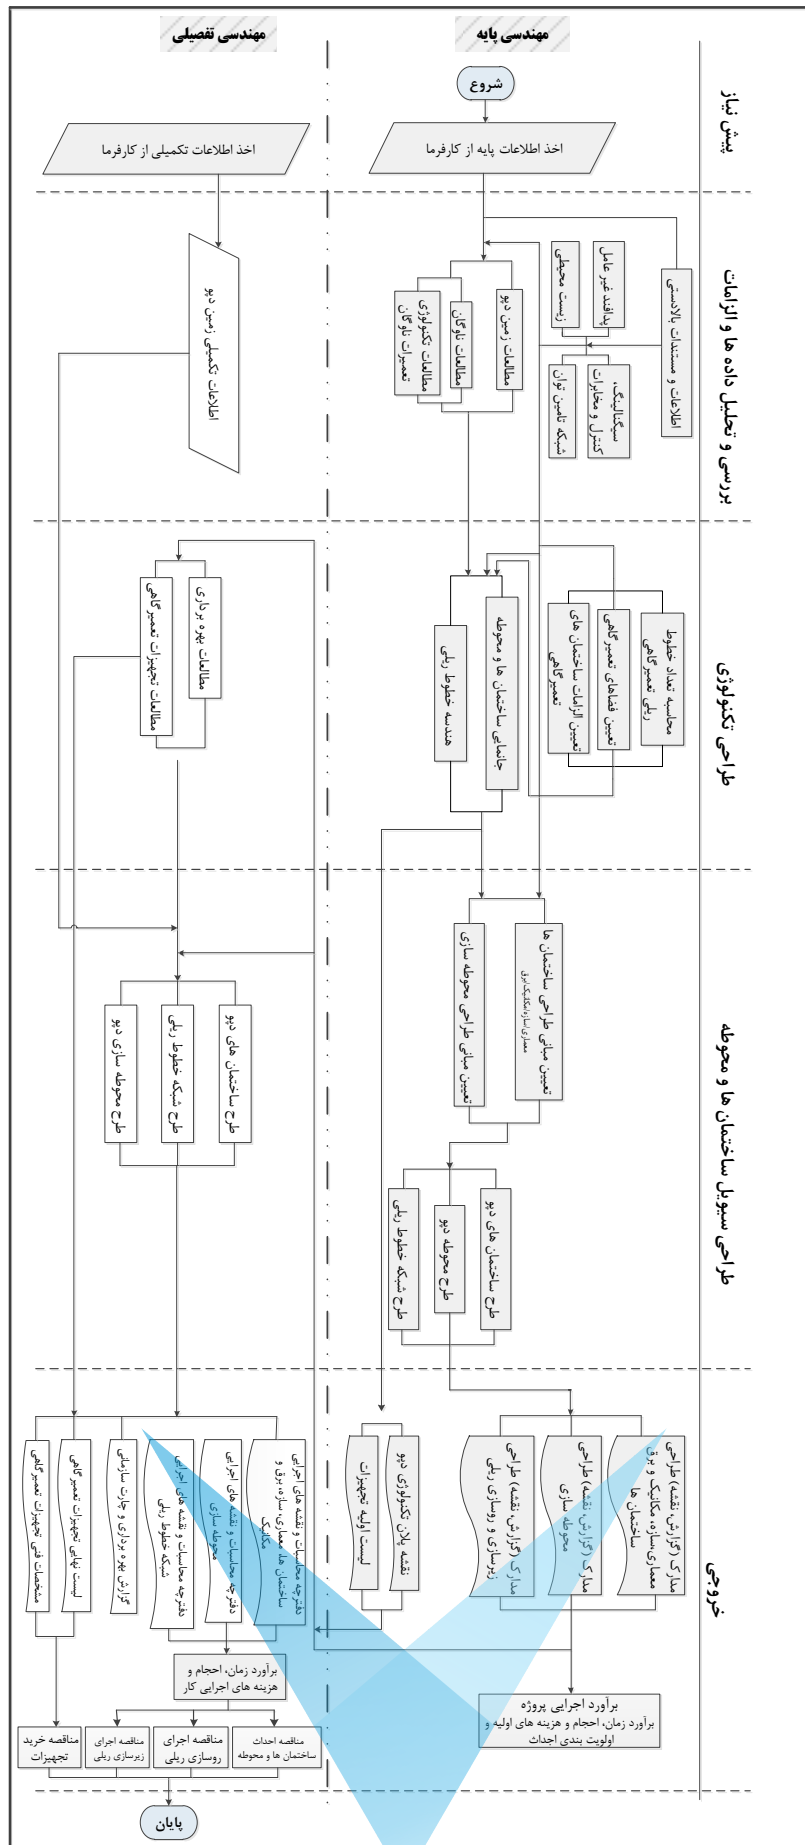 مهندسی پایه
مهندسی تفصیلی
پیش نیاز
شروع
اخذ اطلاعات پایه از کارفرما
اخذ اطلاعات تکمیلی از کارفرما
بررسی و تحلیل داده ها و الزامات
اطلاعات و مستندات بالادستی
پدافند غیر عامل
زیست محیطی
سیگنالینگ،
کنترل و مخابرات
شبکه تامین توان
مطالعات زمین دپو
مطالعات ناوگان
مطالعات تکنولوژی
تعمیرات ناوگان
اطلاعات تکمیلی زمین دپو
طراحی تکنولوژی
محاسبه تعداد خطوط
ریلی تعمیرگاهی
تعیین فضاهای تعمیرگاهی
تعیین الزامات ساختمان های
تعمیرگاهی
جانمایی ساختمان ها و محوطه
هندسه خطوط ریلی
مطالعات بهره برداری
مطالعات تجهیزات تعمیرگاهی
طراحی سیویل ساختمان ها و محوطه
تعیین مبانی طراحی ساختمان ها
معماری/سازه/مکانیک/برق
تعیین مبانی طراحی محوطه سازی
طرح ساختمان های دپو
طرح محوطه دپو
طرح شبکه خطوط ریلی
طرح ساختمان های دپو
طرح شبکه خطوط ریلی
طرح محوطه سازی دپو
خروجی
مدارک (گزارش، نقشه) طراحی
معماری،سازه، مکانیک و برق
ساختمان ها
مدارک (گزارش، نقشه) طراحی
محوطه سازی
مدارک (گزارش، نقشه) طراحی
زیرسازی و روسازی ریلی
نقشه پلان تکنولوژی دپو
لیست اولیه تجهیزات
دفترچه محاسبات و نقشه های اجرایی
ساختمان ها، معماری، سازه، برق و
مکانیک
دفترچه محاسبات و نقشه های اجرایی
محوطه سازی
دفترچه محاسبات و نقشه های اجرایی
شبکه خطوط ریلی
گزارش بهره برداری و چارت سازمانی
لیست نهایی تجهیزات تعمیرگاهی
مشخصات فنی تجهیزات تعمیرگاهی
برآورد اجرایی پروژه
برآورد زمان، احجام و هزینه های اولیه و
اولویت بندی احداث
برآورد زمان، احجام و
هزینه های اجرایی کار
مناقصه احداث
ساختمان ها و محوطه
مناقصه اجرای
روسازی ریلی
مناقصه اجرای
زیرسازی ریلی
مناقصه خرید
تجهیزات
پایان